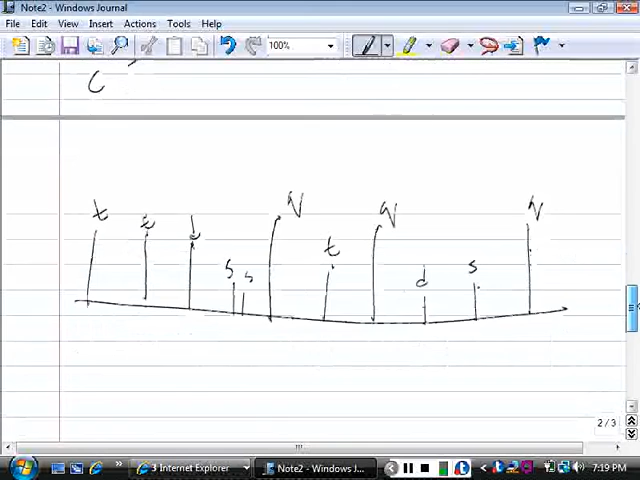 Note2 - Windows Journal
File Edit View Insert Actions Tools Help
100%
C
t t t s s V t V d s V
2 / 3
3 Internet Explorer
Note2 - Windows J...
7:19 PM